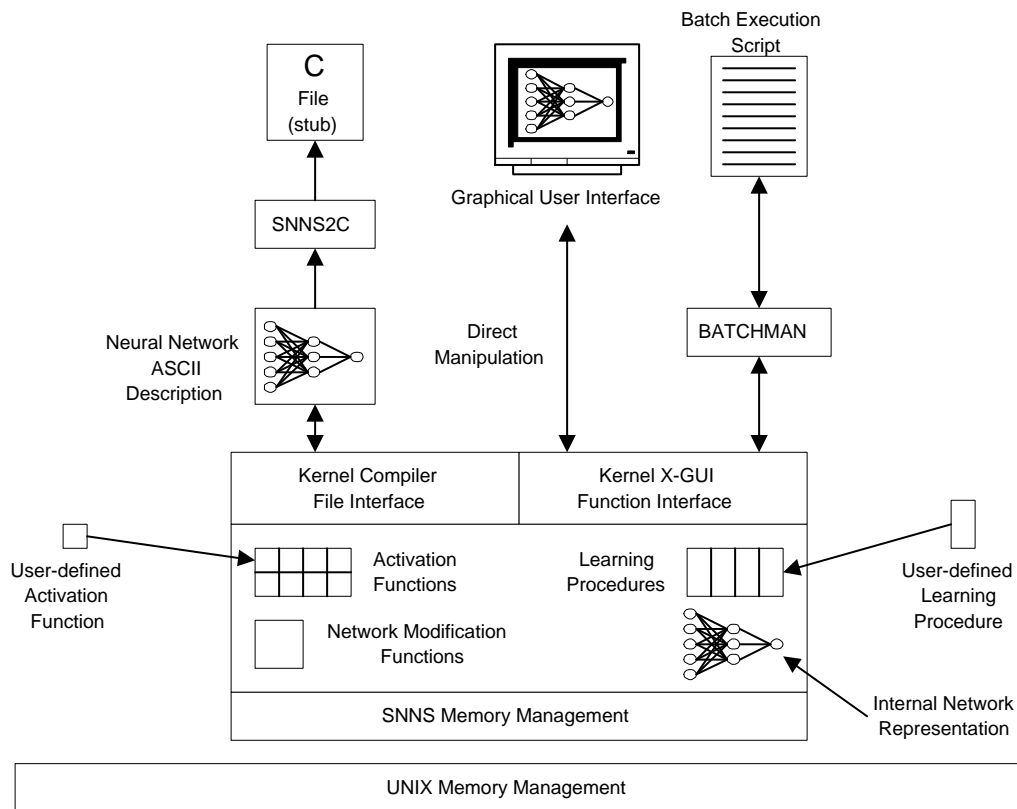 Batch Execution
Script
C
File
(stub)
Graphical User Interface
SNNS2C
Neural Network
ASCII
Description
Direct
Manipulation
BATCHMAN
Kernel Compiler
File Interface
Kernel X-GUI
Function Interface
User-defined
Activation
Function
Activation
Functions
Learning
Procedures
User-defined
Learning
Procedure
Network Modification
Functions
Internal Network
Representation
SNNS Memory Management
UNIX Memory Management